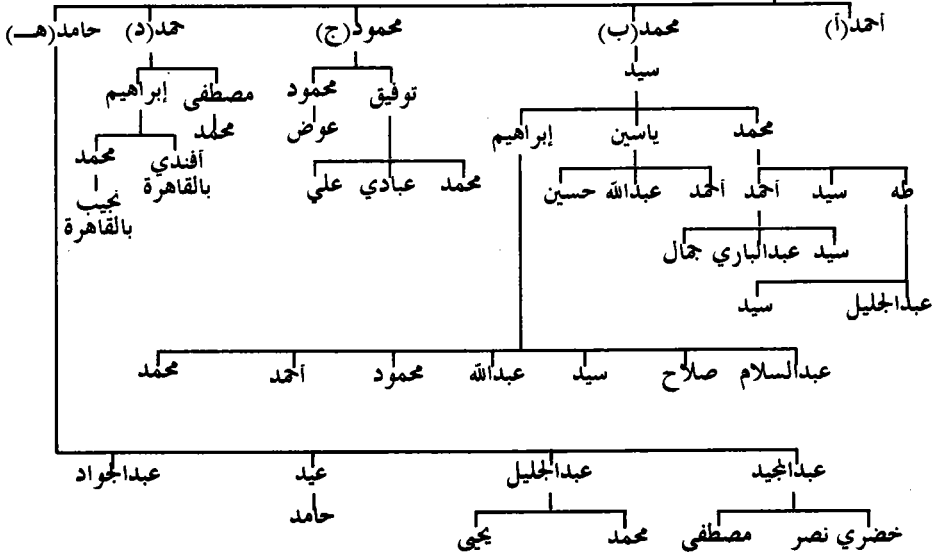 أحمد(أ) محمد(ب) محمود(ج) حمد(د) حامد(هـ)
سيد
توفيق محمود مصطفى إبراهيم
محمد ياسين إبراهيم
عوض محمد
أفندي بالقاهرة
محمد
طه سيد أحمد أحمد عبدالله حسين
محمد عبادي علي
نجيب بالقاهرة
سيد عبدالباري جمال
عبدالجليل سيد
عبدالسلام صلاح سيد عبدالله محمود أحمد محمد
عبدالمجيد عبدالجليل عيد عبدالجواد
حامد
خضري نصر مصطفى محمد يحيى